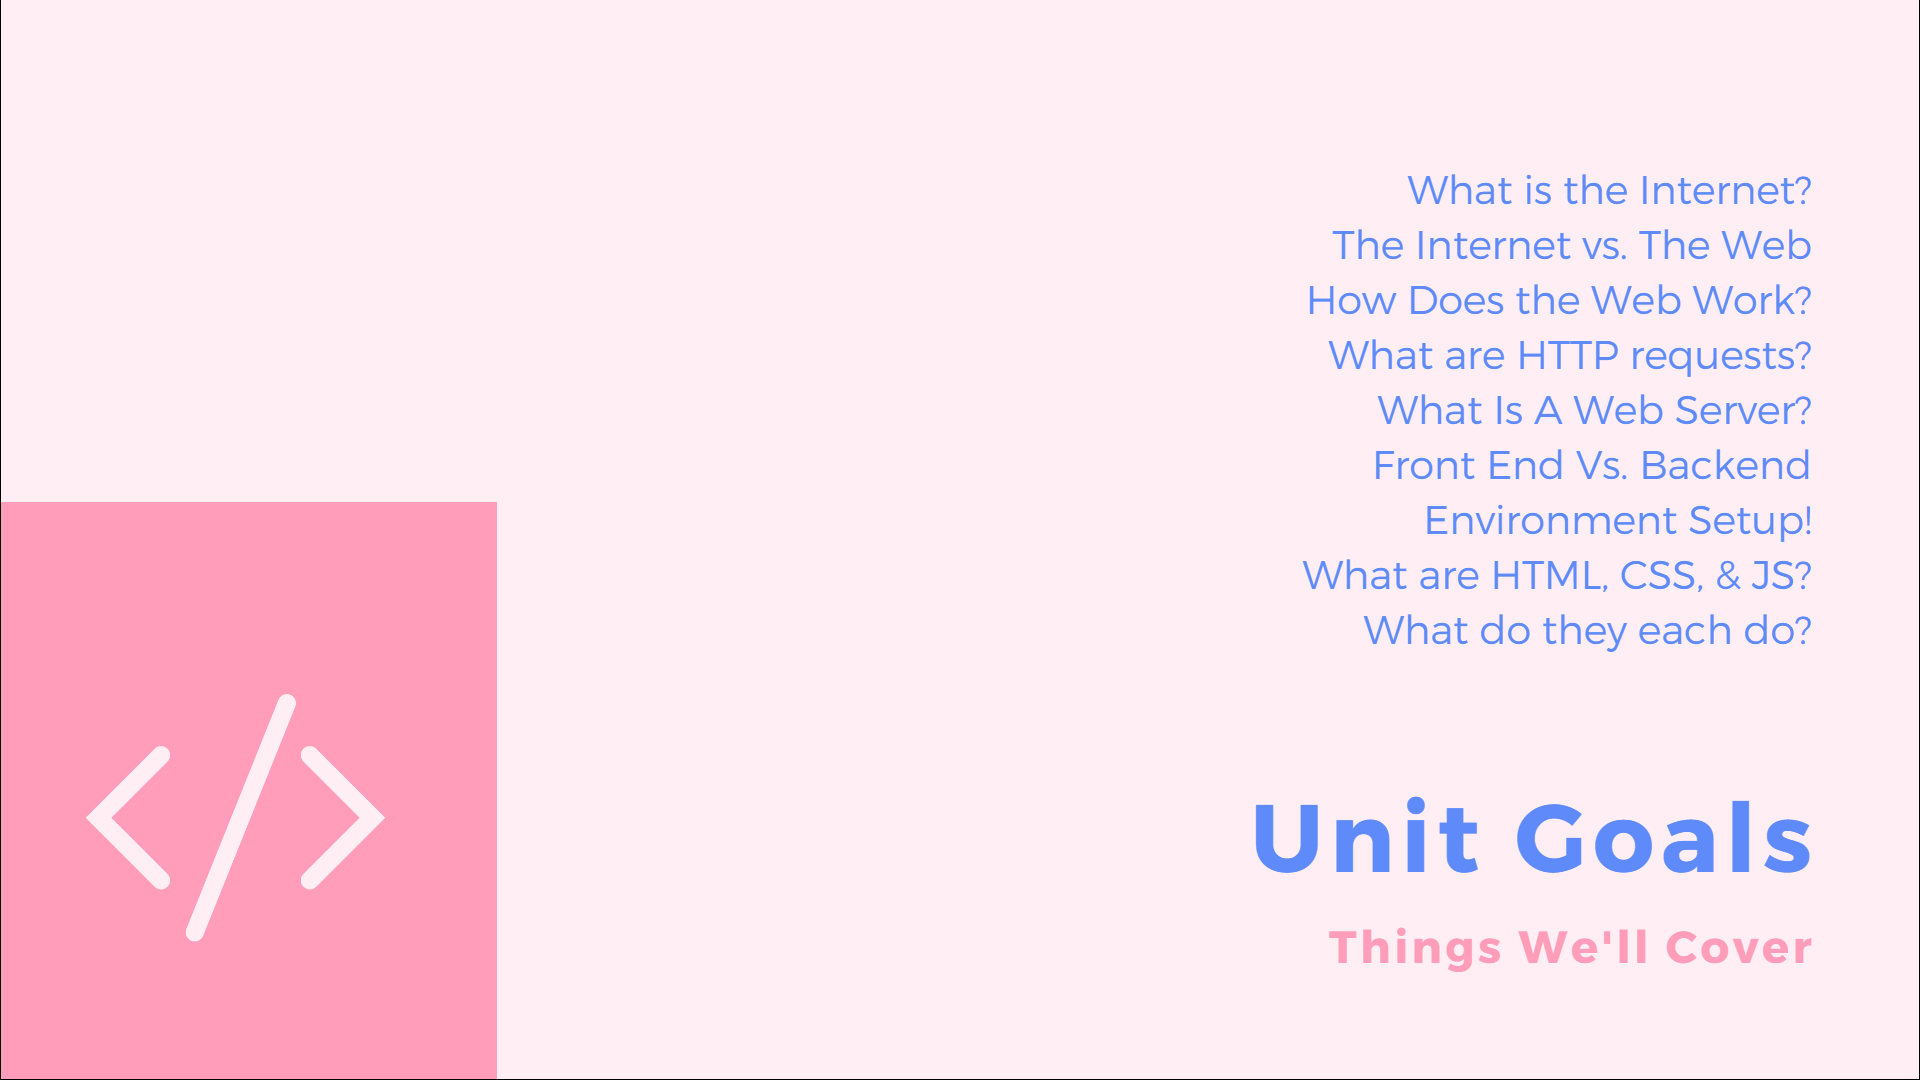 What is the Internet?
The Internet vs. The Web
How Does the Web Work?
What are HTTP requests?
What Is A Web Server?
Front End Vs. Backend
Environment Setup!
What are HTML, CSS, & JS?
What do they each do?
Unit Goals
Things We'll Cover